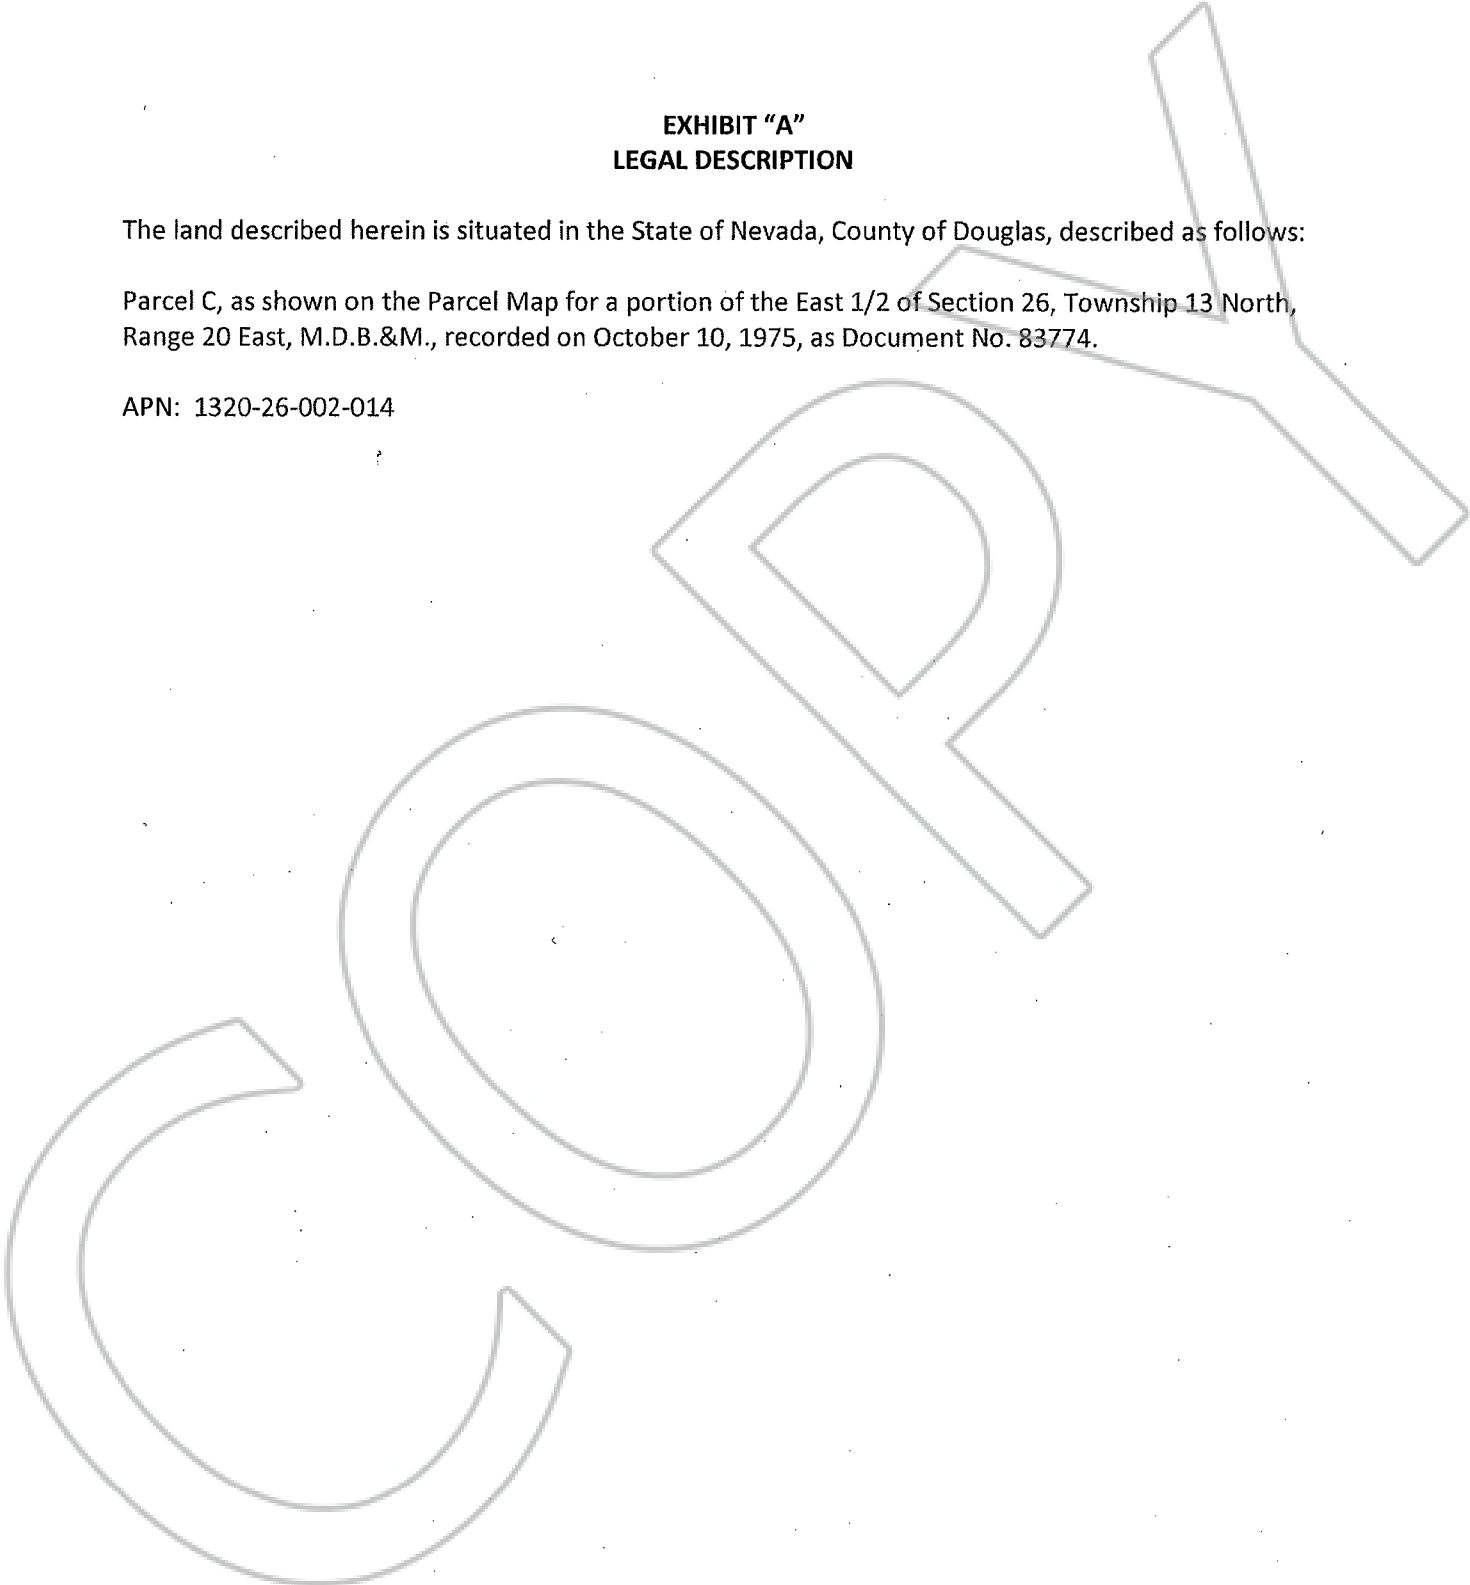 EXHIBIT “A”
LEGAL DESCRIPTION
The land described herein is situated in the State of Nevada, County of Douglas, described as follows:
Parcel C, as shown on the Parcel Map for a portion of the East 1/2 of Section 26, Township 13 North,
Range 20 East, M.D.B.&M., recorded on October 10, 1975, as Document No. 83774.
APN: 1320-26-002-014
COPY